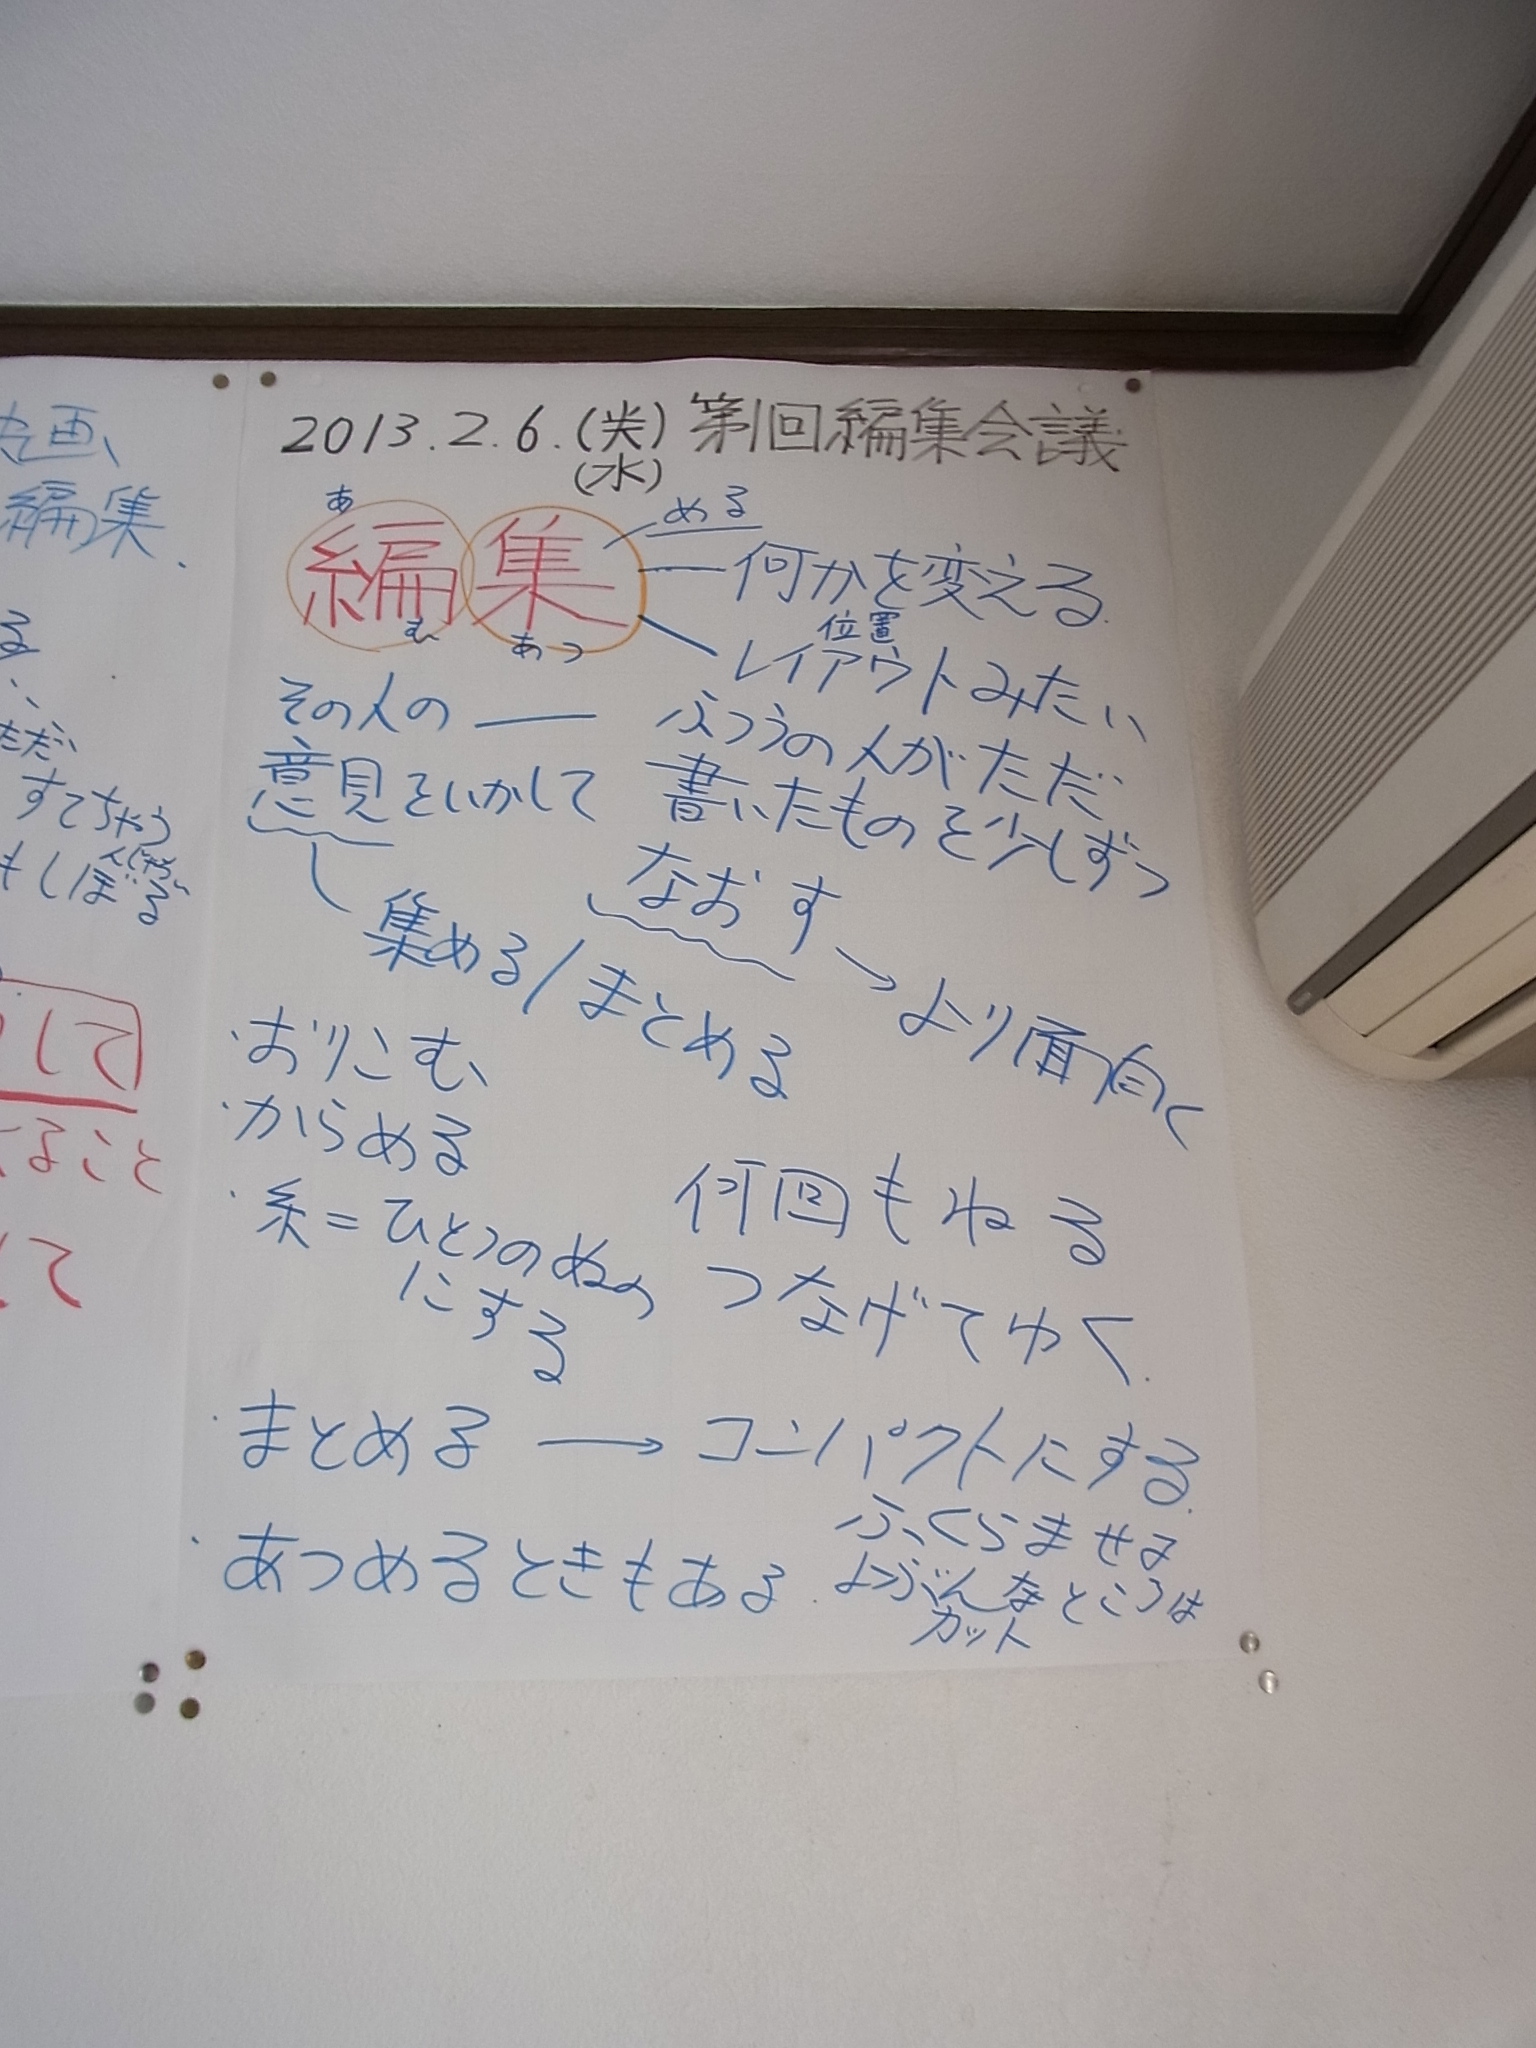 2013.2.6.(火) 第1回編集会議
(水)
編集
あ
む
あつ
める
何かを変える.
位置
レイアウトみたい
その人の
意見をいかして
ふつうの人がただ
書いたものを少しずつ
なおす
より面白く
集める/まとめる
・おりこむ
・からめる
・糸=ひとつのぬの
にする
何回もねる
つなげてゆく.
・まとめる → コンパクトにする.
・あつめるときもある.
ふくらませる
よぶんなところは
カット
画、
編集.
る
ただ、
すてちゃう
んじゃない
もしぼる
して
ること
して